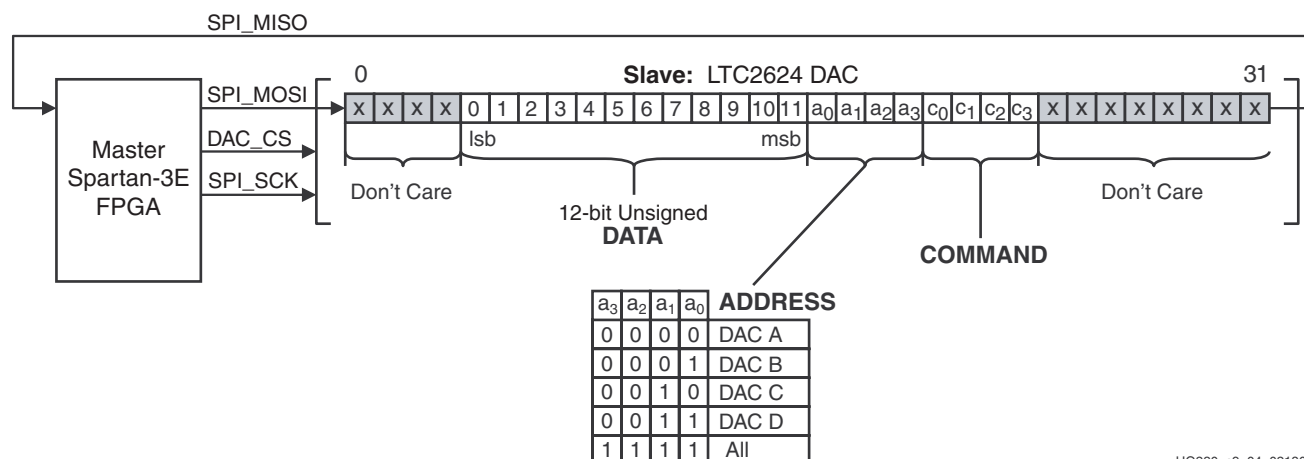 SPI_MISO
0 Slave: LTC2624 DAC 31
SPI_MOSI
X X X X 0 1 2 3 4 5 6 7 8 9 10 11 a0 a1 a2 a3 c0 c1 c2 c3 X X X X X X X X
DAC_CS
lsb msb
SPI_SCK
Master
Spartan-3E
FPGA
Don't Care
12-bit Unsigned
DATA
Don't Care
COMMAND
a3 a2 a1 a0 ADDRESS
0 0 0 0 DAC A
0 0 0 1 DAC B
0 0 1 0 DAC C
0 0 1 1 DAC D
1 1 1 1 All